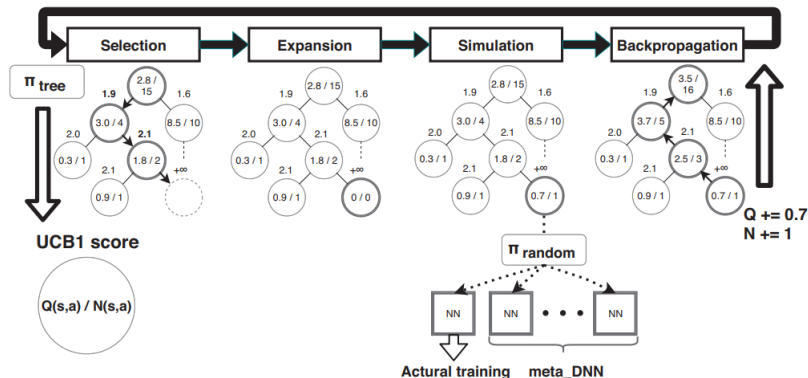 Selection
Expansion
Simulation
Backpropagation
π tree
UCB1 score
Q(s,a) / N(s,a)
1.9
2.8 /
15
1.6
3.0 / 4
8.5 / 10
2.0
2.1
0.3 / 1
1.8 / 2
2.1
+∞
0.9 / 1
1.9
2.8 / 15
1.6
3.0 / 4
8.5 / 10
2.0
2.1
0.3 / 1
1.8 / 2
2.1
+∞
0.9 / 1
0 / 0
1.9
2.8 / 15
1.6
3.0 / 4
8.5 / 10
2.0
2.1
0.3 / 1
1.8 / 2
2.1
+∞
0.9 / 1
0.7 / 1
π random
NN
NN
NN
Actural training
meta_DNN
1.9
3.5 /
16
1.6
3.7 / 5
8.5 / 10
2.0
2.1
0.3 / 1
2.5 / 3
2.1
+∞
0.9 / 1
0.7 / 1
Q += 0.7
N += 1